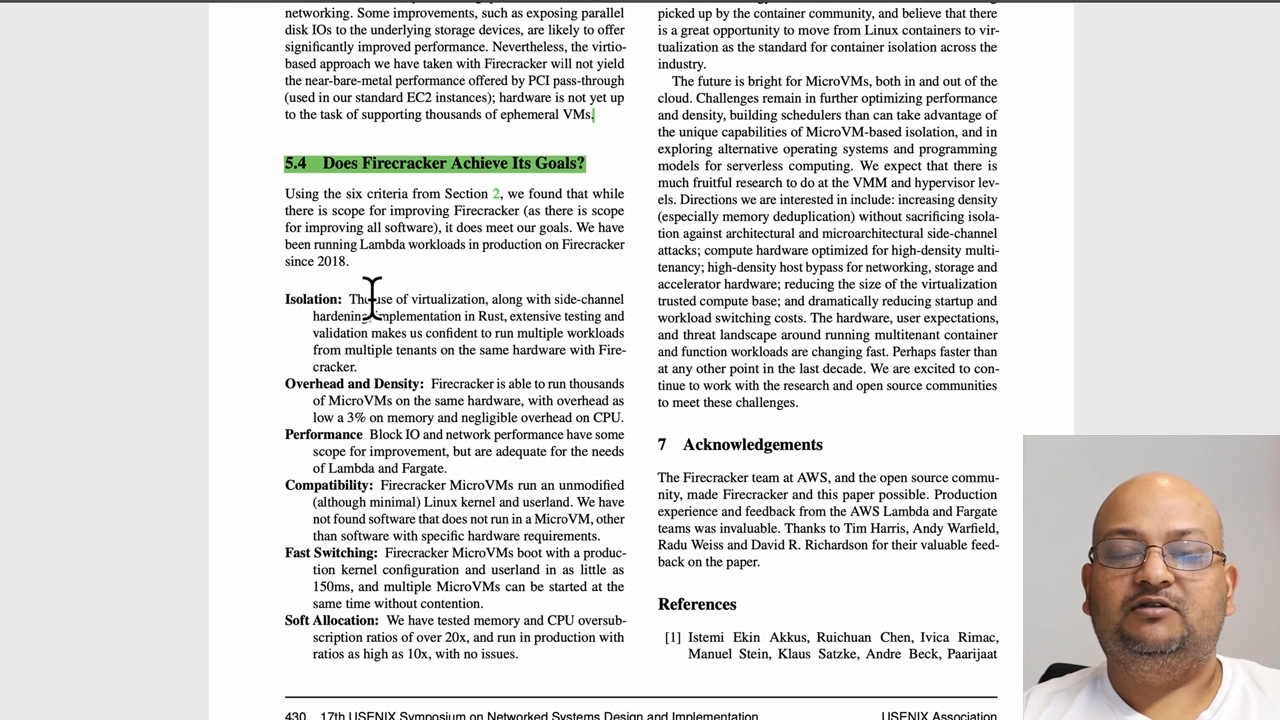 networking. Some improvements, such as exposing parallel
disk IOs to the underlying storage devices, are likely to offer
significantly improved performance. Nevertheless, the virtio-
based approach we have taken with Firecracker will not yield
the near-bare-metal performance offered by PCI pass-through
(used in our standard EC2 instances); hardware is not yet up
to the task of supporting thousands of ephemeral VMs.
5.4 Does Firecracker Achieve Its Goals?
Using the six criteria from Section 2, we found that while
there is scope for improving Firecracker (as there is scope
for improving all software), it does meet our goals. We have
been running Lambda workloads in production on Firecracker
since 2018.
Isolation: The use of virtualization, along with side-channel
hardening, implementation in Rust, extensive testing and
validation makes us confident to run multiple workloads
from multiple tenants on the same hardware with Fire-
cracker.
Overhead and Density: Firecracker is able to run thousands
of MicroVMs on the same hardware, with overhead as
low a 3% on memory and negligible overhead on CPU.
Performance Block IO and network performance have some
scope for improvement, but are adequate for the needs
of Lambda and Fargate.
Compatibility: Firecracker MicroVMs run an unmodified
(although minimal) Linux kernel and userland. We have
not found software that does not run in a MicroVM, other
than software with specific hardware requirements.
Fast Switching: Firecracker MicroVMs boot with a produc-
tion kernel configuration and userland in as little as
150ms, and multiple MicroVMs can be started at the
same time without contention.
Soft Allocation: We have tested memory and CPU oversub-
scription ratios of over 20x, and run in production with
ratios as high as 10x, with no issues.
picked up by the container community, and believe that there
is a great opportunity to move from Linux containers to vir-
tualization as the standard for container isolation across the
industry.
The future is bright for MicroVMs, both in and out of the
cloud. Challenges remain in further optimizing performance
and density, building schedulers than can take advantage of
the unique capabilities of MicroVM-based isolation, and in
exploring alternative operating systems and programming
models for serverless computing. We expect that there is
much fruitful research to do at the VMM and hypervisor lev-
els. Directions we are interested in include: increasing density
(especially memory deduplication) without sacrificing isola-
tion against architectural and microarchitectural side-channel
attacks; compute hardware optimized for high-density multi-
tenancy; high-density host bypass for networking, storage and
accelerator hardware; reducing the size of the virtualization
trusted compute base; and dramatically reducing startup and
workload switching costs. The hardware, user expectations,
and threat landscape around running multitenant container
and function workloads are changing fast. Perhaps faster than
at any other point in the last decade. We are excited to con-
tinue to work with the research and open source communities
to meet these challenges.
7 Acknowledgements
The Firecracker team at AWS, and the open source commu-
nity, made Firecracker and this paper possible. Production
experience and feedback from the AWS Lambda and Fargate
teams was invaluable. Thanks to Tim Harris, Andy Warfield,
Radu Weiss and David R. Richardson for their valuable feed-
back on the paper.
References
[1] Istemi Ekin Akkus, Ruichuan Chen, Ivica Rimac,
Manuel Stein, Klaus Satzke, Andre Beck, Paarijaat
430 17th USENIX Symposium on Networked Systems Design and Implementation USENIX Association